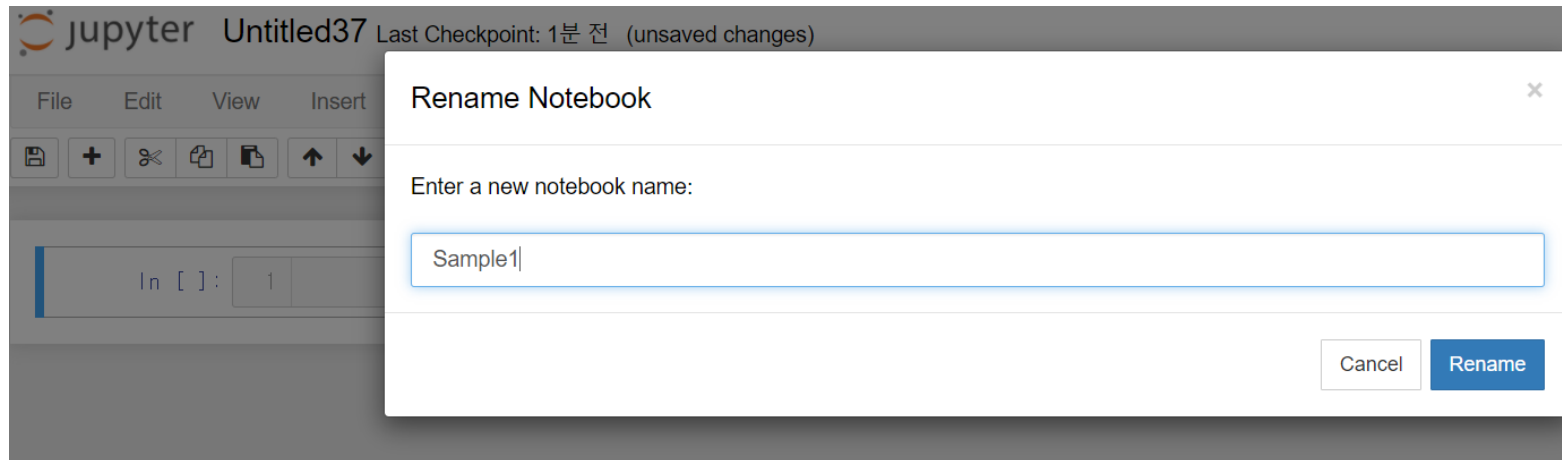 jupyter Untitled37 Last Checkpoint: 1분 전 (unsaved changes)
File Edit View Insert
Rename Notebook ×
Enter a new notebook name:
Sample1
In [ ]: 1
Cancel Rename